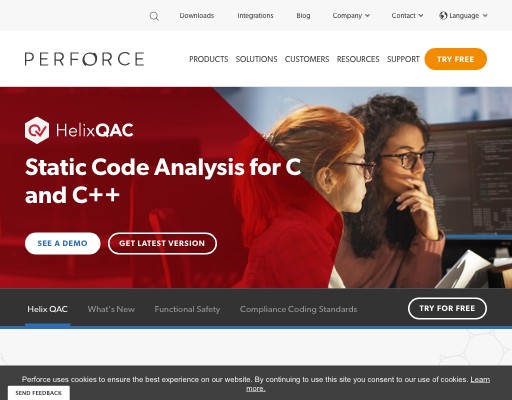 Downloads Integrations Blog Company Contact Language
PERFORCE PRODUCTS SOLUTIONS CUSTOMERS RESOURCES SUPPORT TRY FREE
HelixQAC
Static Code Analysis for C
and C++
SEE A DEMO GET LATEST VERSION
Helix QAC What's New Functional Safety Compliance Coding Standards TRY FOR FREE
Perforce uses cookies to ensure the best experience on our website. By continuing to use this site you consent to our use of cookies. Learn
more.
SEND FEEDBACK